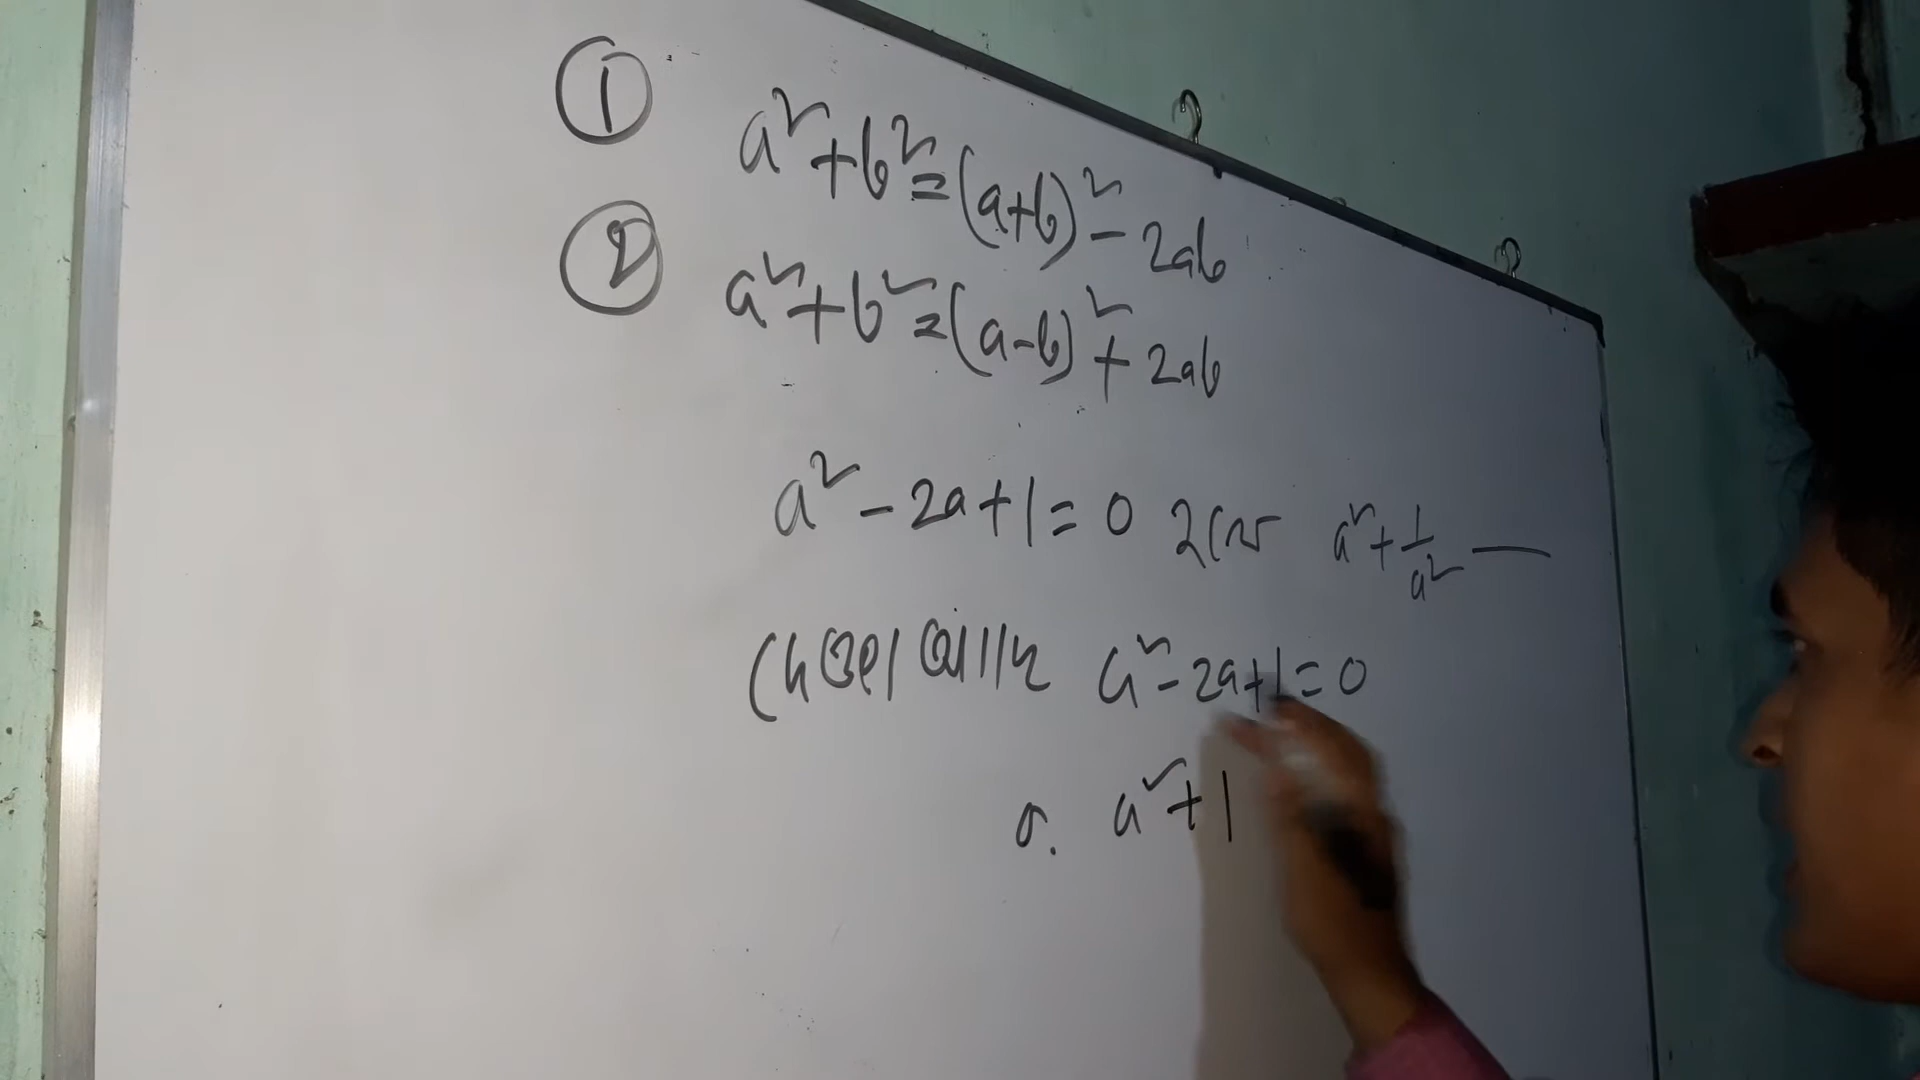 ① a²+b²=(a+b)²-2ab
② a²+b²=(a-b)²+2ab
a²-2a+1=0 হলে a²+1/a² —
দেওয়া আছে a²-2a+1=0
বা, a²+1